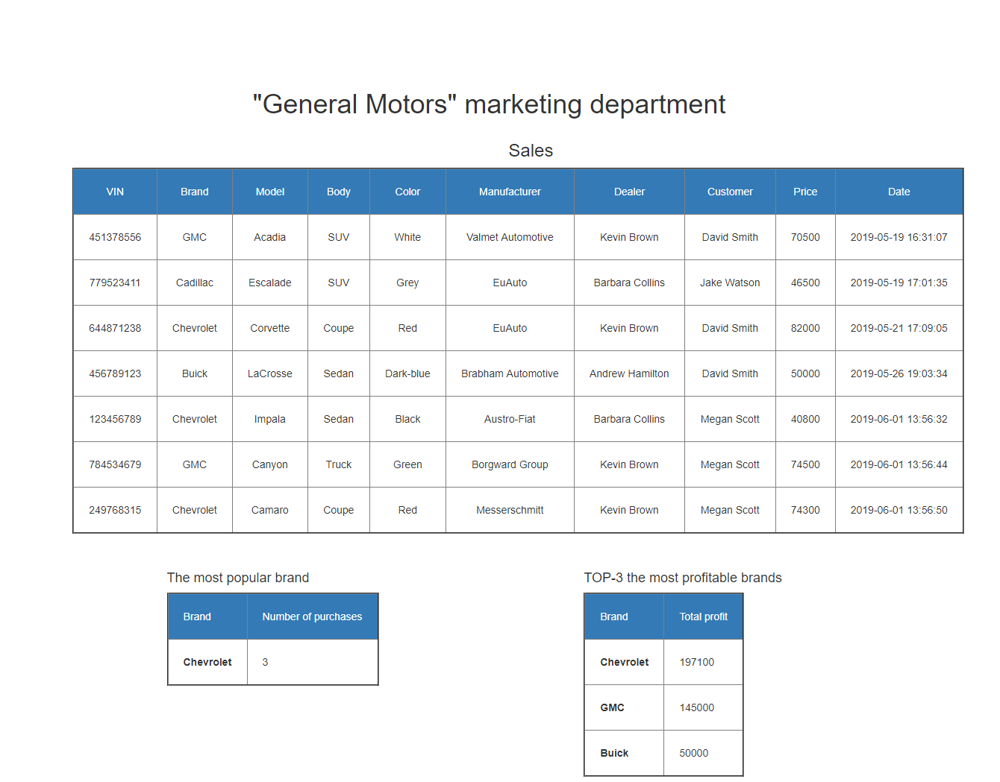 "General Motors" marketing department
Sales
VIN Brand Model Body Color Manufacturer Dealer Customer Price Date
451378556 GMC Acadia SUV White Valmet Automotive Kevin Brown David Smith 70500 2019-05-19 16:31:07
779523411 Cadillac Escalade SUV Grey EuAuto Barbara Collins Jake Watson 46500 2019-05-19 17:01:35
644871238 Chevrolet Corvette Coupe Red EuAuto Kevin Brown David Smith 82000 2019-05-21 17:09:05
456789123 Buick LaCrosse Sedan Dark-blue Brabham Automotive Andrew Hamilton David Smith 50000 2019-05-26 19:03:34
123456789 Chevrolet Impala Sedan Black Austro-Fiat Barbara Collins Megan Scott 40800 2019-06-01 13:56:32
784534679 GMC Canyon Truck Green Borgward Group Kevin Brown Megan Scott 74500 2019-06-01 13:56:44
249768315 Chevrolet Camaro Coupe Red Messerschmitt Kevin Brown Megan Scott 74300 2019-06-01 13:56:50
The most popular brand
Brand Number of purchases
Chevrolet 3
TOP-3 the most profitable brands
Brand Total profit
Chevrolet 197100
GMC 145000
Buick 50000